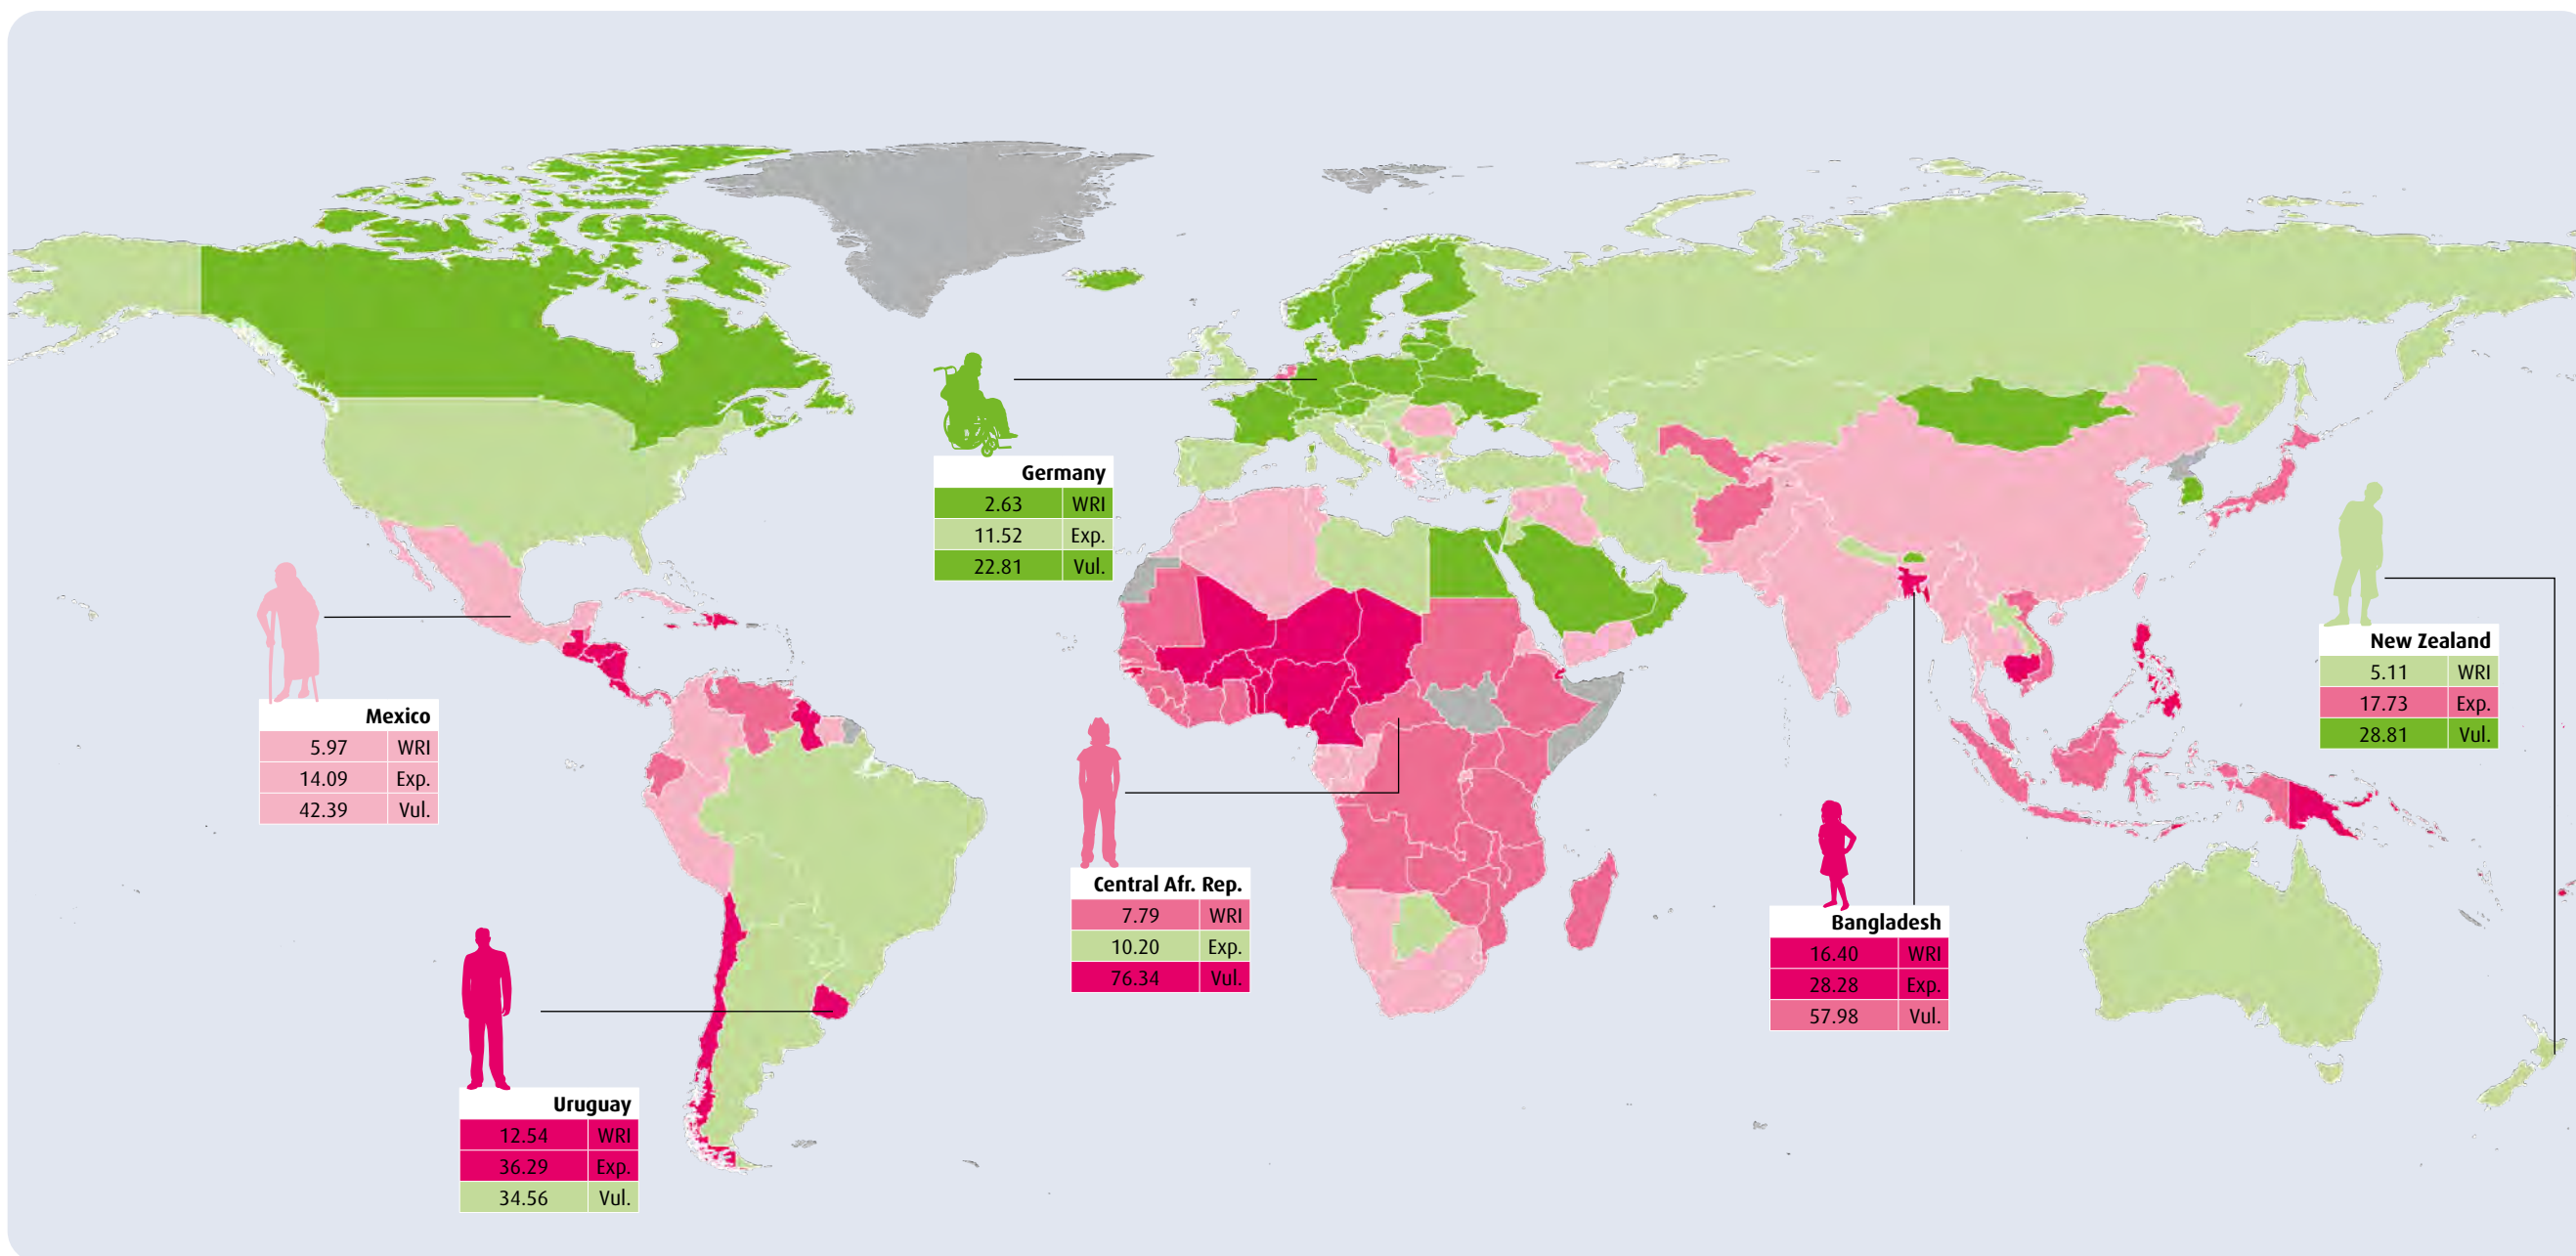 Germany
2.63 WRI
11.52 Exp.
22.81 Vul.
Mexico
5.97 WRI
14.09 Exp.
42.39 Vul.
New Zealand
5.11 WRI
17.73 Exp.
28.81 Vul.
Central Afr. Rep.
7.79 WRI
10.20 Exp.
76.34 Vul.
Bangladesh
16.40 WRI
28.28 Exp.
57.98 Vul.
Uruguay
12.54 WRI
36.29 Exp.
34.56 Vul.